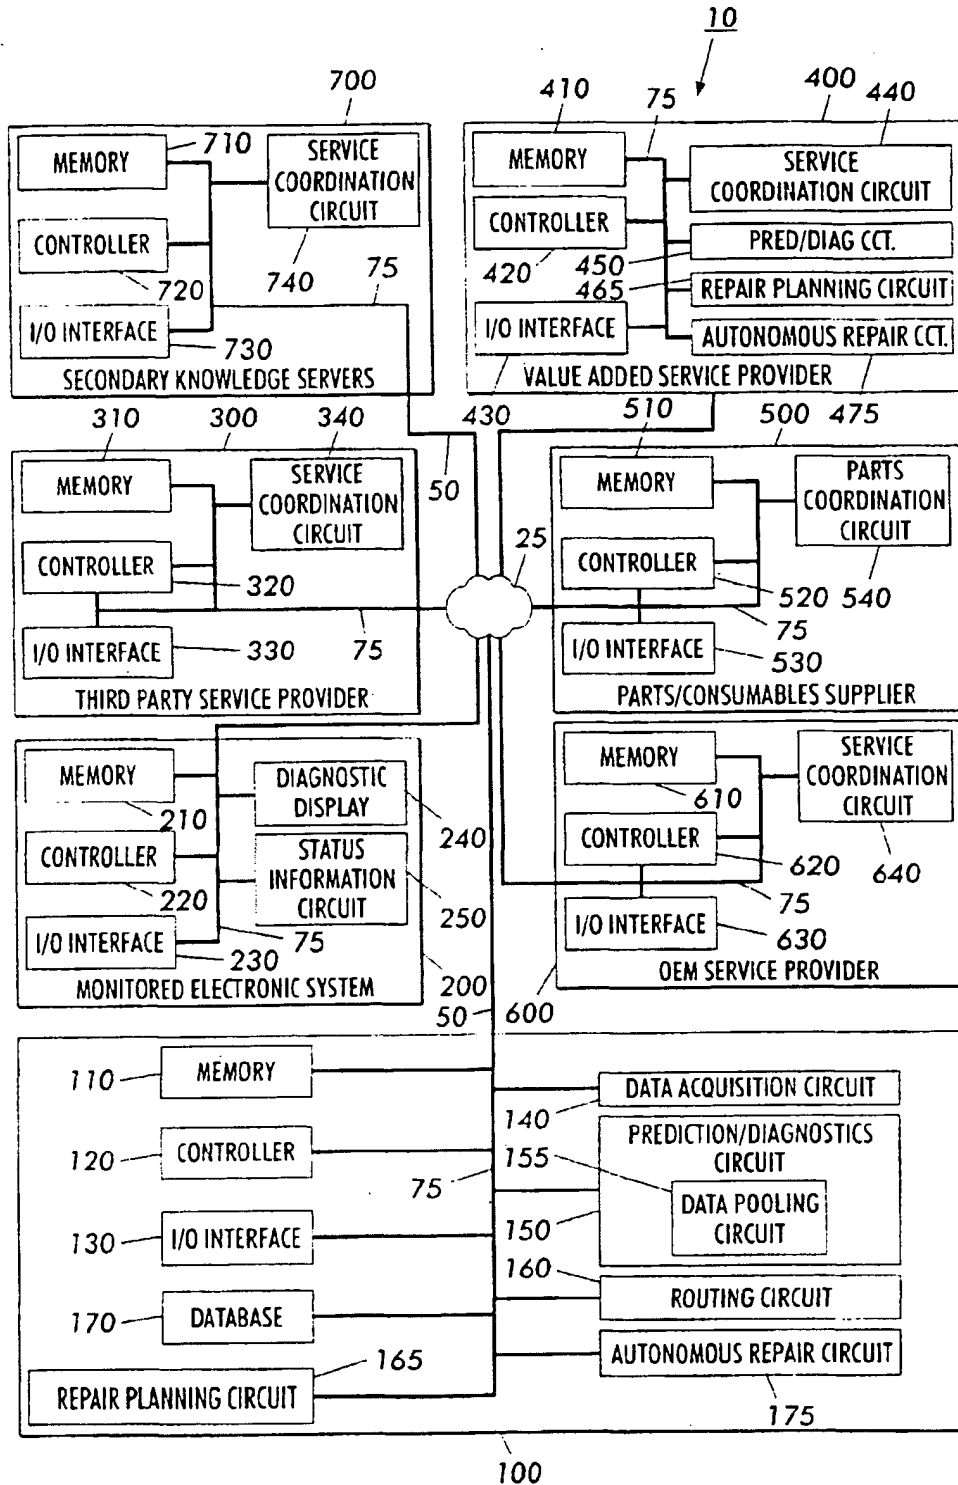 10
700
410
75
400
440
MEMORY
710
SERVICE
COORDINATION
CIRCUIT
CONTROLLER
720
740
75
I/O INTERFACE
730
SECONDARY KNOWLEDGE SERVERS
MEMORY
SERVICE
COORDINATION CIRCUIT
CONTROLLER
420
450
PRED/DIAG CCT.
465
REPAIR PLANNING CIRCUIT
I/O INTERFACE
AUTONOMOUS REPAIR CCT.
VALUE ADDED SERVICE PROVIDER
430
475
310
300
340
50
510
500
MEMORY
SERVICE
COORDINATION
CIRCUIT
CONTROLLER
320
75
I/O INTERFACE
330
THIRD PARTY SERVICE PROVIDER
25
MEMORY
PARTS
COORDINATION
CIRCUIT
CONTROLLER
520
540
75
I/O INTERFACE
530
PARTS/CONSUMABLES SUPPLIER
MEMORY
210
DIAGNOSTIC
DISPLAY
240
CONTROLLER
220
STATUS
INFORMATION
CIRCUIT
250
I/O INTERFACE
230
75
MONITORED ELECTRONIC SYSTEM
200
MEMORY
610
SERVICE
COORDINATION
CIRCUIT
CONTROLLER
620
640
75
I/O INTERFACE
630
OEM SERVICE PROVIDER
600
50
110
MEMORY
120
CONTROLLER
75
130
I/O INTERFACE
170
DATABASE
165
REPAIR PLANNING CIRCUIT
DATA ACQUISITION CIRCUIT
140
PREDICTION/DIAGNOSTICS
CIRCUIT
155
DATA POOLING
CIRCUIT
150
160
ROUTING CIRCUIT
AUTONOMOUS REPAIR CIRCUIT
175
100